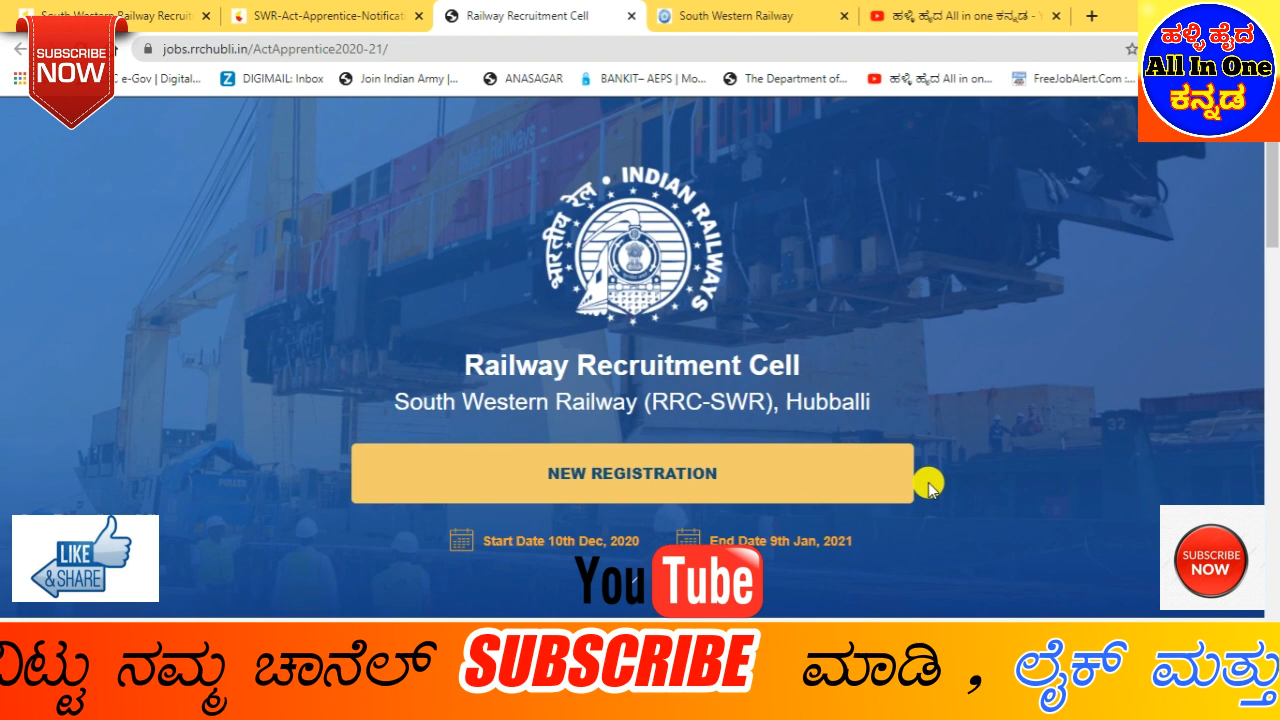 South Western Railway Recruit
SWR-Act-Apprentice-Notificat
Railway Recruitment Cell
South Western Railway
ಹಳ್ಳಿ ಹೈದ All in one ಕನ್ನಡ -
SUBSCRIBE
NOW
jobs.rrchubli.in/ActApprentice2020-21/
ಹಳ್ಳಿ ಹೈದ
All In One
ಕನ್ನಡ
e-Gov | Digital...
DIGIMAIL: Inbox
Join Indian Army |...
ANASAGAR
BANKIT– AEPS | Mo...
The Department of...
ಹಳ್ಳಿ ಹೈದ All in on...
FreeJobAlert.Com :...
Indian Railways
भारतीय रेल • INDIAN RAILWAYS
Railway Recruitment Cell
South Western Railway (RRC-SWR), Hubballi
NEW REGISTRATION
Start Date 10th Dec, 2020
End Date 9th Jan, 2021
LIKE
& SHARE
YouTube
SUBSCRIBE
NOW
32
ಮಾಡಿ , ಲೈಕ್ ಮತ್ತು
ನಮ್ಮ ಚಾನೆಲ್ SUBSCRIBE